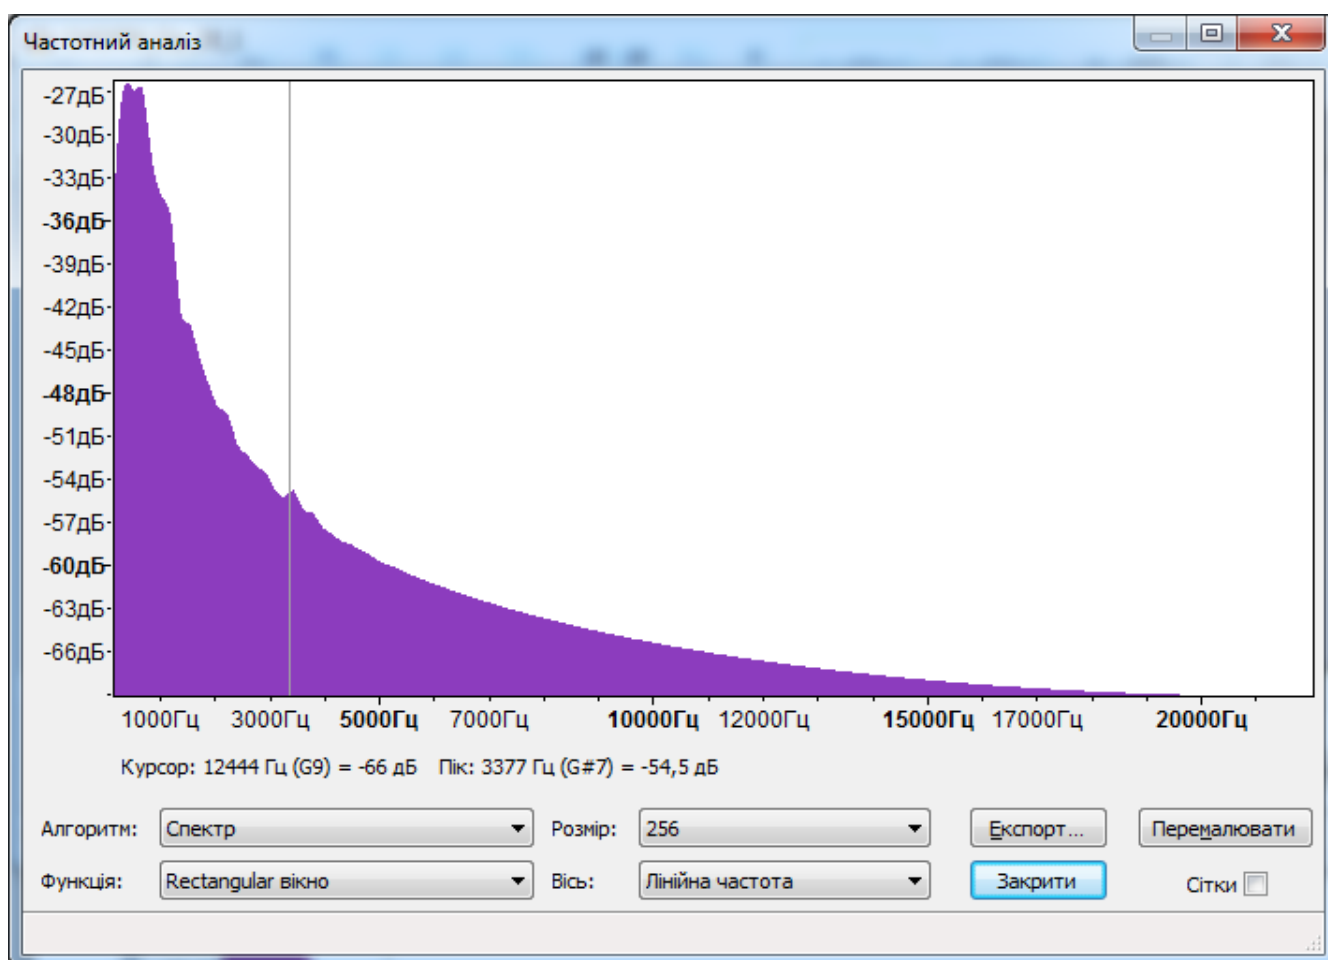 Частотний аналіз
-27дБ
-30дБ
-33дБ
-36дБ
-39дБ
-42дБ
-45дБ
-48дБ
-51дБ
-54дБ
-57дБ
-60дБ
-63дБ
-66дБ
1000Гц 3000Гц 5000Гц 7000Гц 10000Гц 12000Гц 15000Гц 17000Гц 20000Гц
Курсор: 12444 Гц (G9) = -66 дБ Пік: 3377 Гц (G#7) = -54,5 дБ
Алгоритм: Спектр Розмір: 256 Експорт... Перемалювати
Функція: Rectangular вікно Вісь: Лінійна частота Закрити Сітки